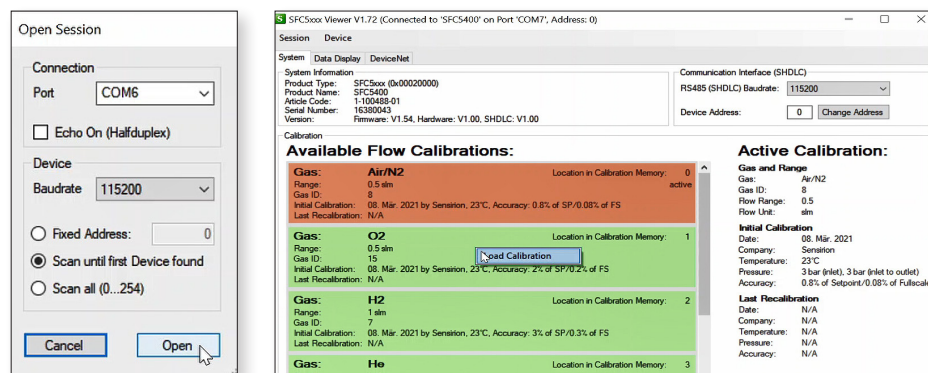 Open Session
Connection
Port COM6
Echo On (Halfduplex)
Device
Baudrate 115200
Fixed Address: 0
Scan until first Device found
Scan all (0...254)
Cancel Open
S SFC5xxx Viewer V1.72 (Connected to 'SFC5400' on Port 'COM7', Address: 0)
Session Device
System Data Display DeviceNet
System Information
Product Type: SFC5xxx (0x00020000)
Product Name: SFC5400
Article Code: 1-100488-01
Serial Number: 16380043
Version: Firmware: V1.54, Hardware: V1.00, SHDLC: V1.00
Communication Interface (SHDLC)
RS485 (SHDLC) Baudrate: 115200
Device Address: 0 Change Address
Calibration
Available Flow Calibrations:
Gas: Air/N2 Location in Calibration Memory: 0
Range: 0.5 slm active
Gas ID: 8
Initial Calibration: 08. Mär. 2021 by Sensirion, 23°C, Accuracy: 0.8% of SP/0.08% of FS
Last Recalibration: N/A
Gas: O2 Location in Calibration Memory: 1
Range: 0.5 slm
Gas ID: 15
oad Calibration
Initial Calibration: 08. Mär. 2021 by Sensirion, 23°C, Accuracy: 2% of SP/0.2% of FS
Last Recalibration: N/A
Gas: H2 Location in Calibration Memory: 2
Range: 1 slm
Gas ID: 7
Initial Calibration: 08. Mär. 2021 by Sensirion, 23°C, Accuracy: 3% of SP/0.3% of FS
Last Recalibration: N/A
Gas: He Location in Calibration Memory: 3
Active Calibration:
Gas and Range
Gas: Air/N2
Gas ID: 8
Flow Range: 0.5
Flow Unit: slm
Initial Calibration
Date: 08. Mär. 2021
Company: Sensirion
Temperature: 23°C
Pressure: 3 bar (inlet), 3 bar (inlet to outlet)
Accuracy: 0.8% of Setpoint/0.08% of Fullscale
Last Recalibration
Date: N/A
Company: N/A
Temperature: N/A
Pressure: N/A
Accuracy: N/A